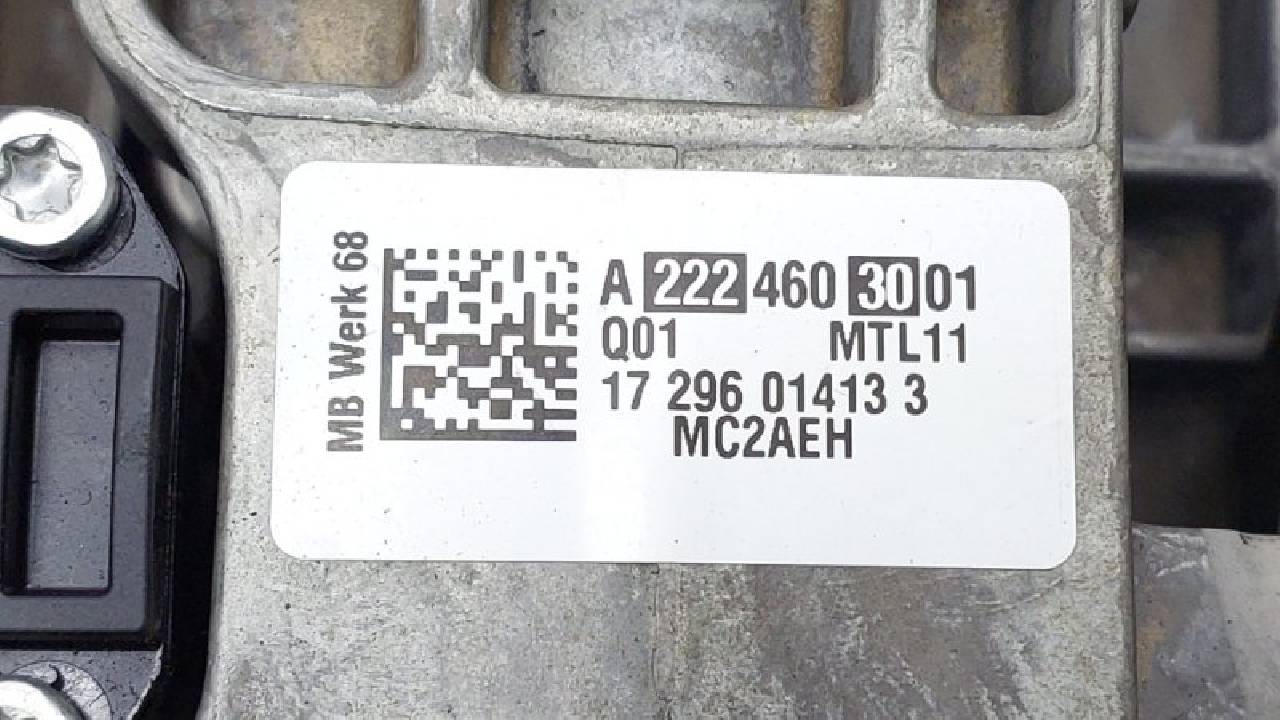 MB Werk 68
A 222 460 30 01
Q01 MTL11
17 296 01413 3
MC2AEH